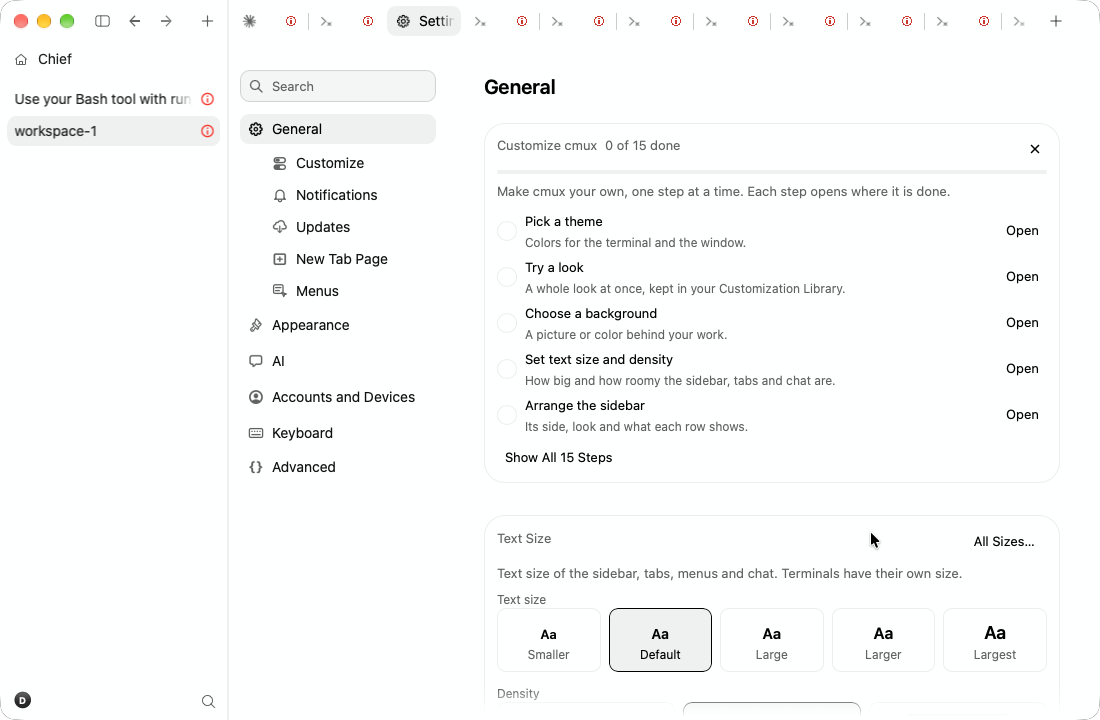 Settin
Chief
Use your Bash tool with run
workspace-1
D
Search
General
Customize
Notifications
Updates
New Tab Page
Menus
Appearance
AI
Accounts and Devices
Keyboard
Advanced
General
Customize cmux 0 of 15 done
Make cmux your own, one step at a time. Each step opens where it is done.
Pick a theme
Colors for the terminal and the window.
Open
Try a look
A whole look at once, kept in your Customization Library.
Open
Choose a background
A picture or color behind your work.
Open
Set text size and density
How big and how roomy the sidebar, tabs and chat are.
Open
Arrange the sidebar
Its side, look and what each row shows.
Open
Show All 15 Steps
Text Size
All Sizes...
Text size of the sidebar, tabs, menus and chat. Terminals have their own size.
Text size
Aa Aa Aa Aa Aa
Smaller Default Large Larger Largest
Density